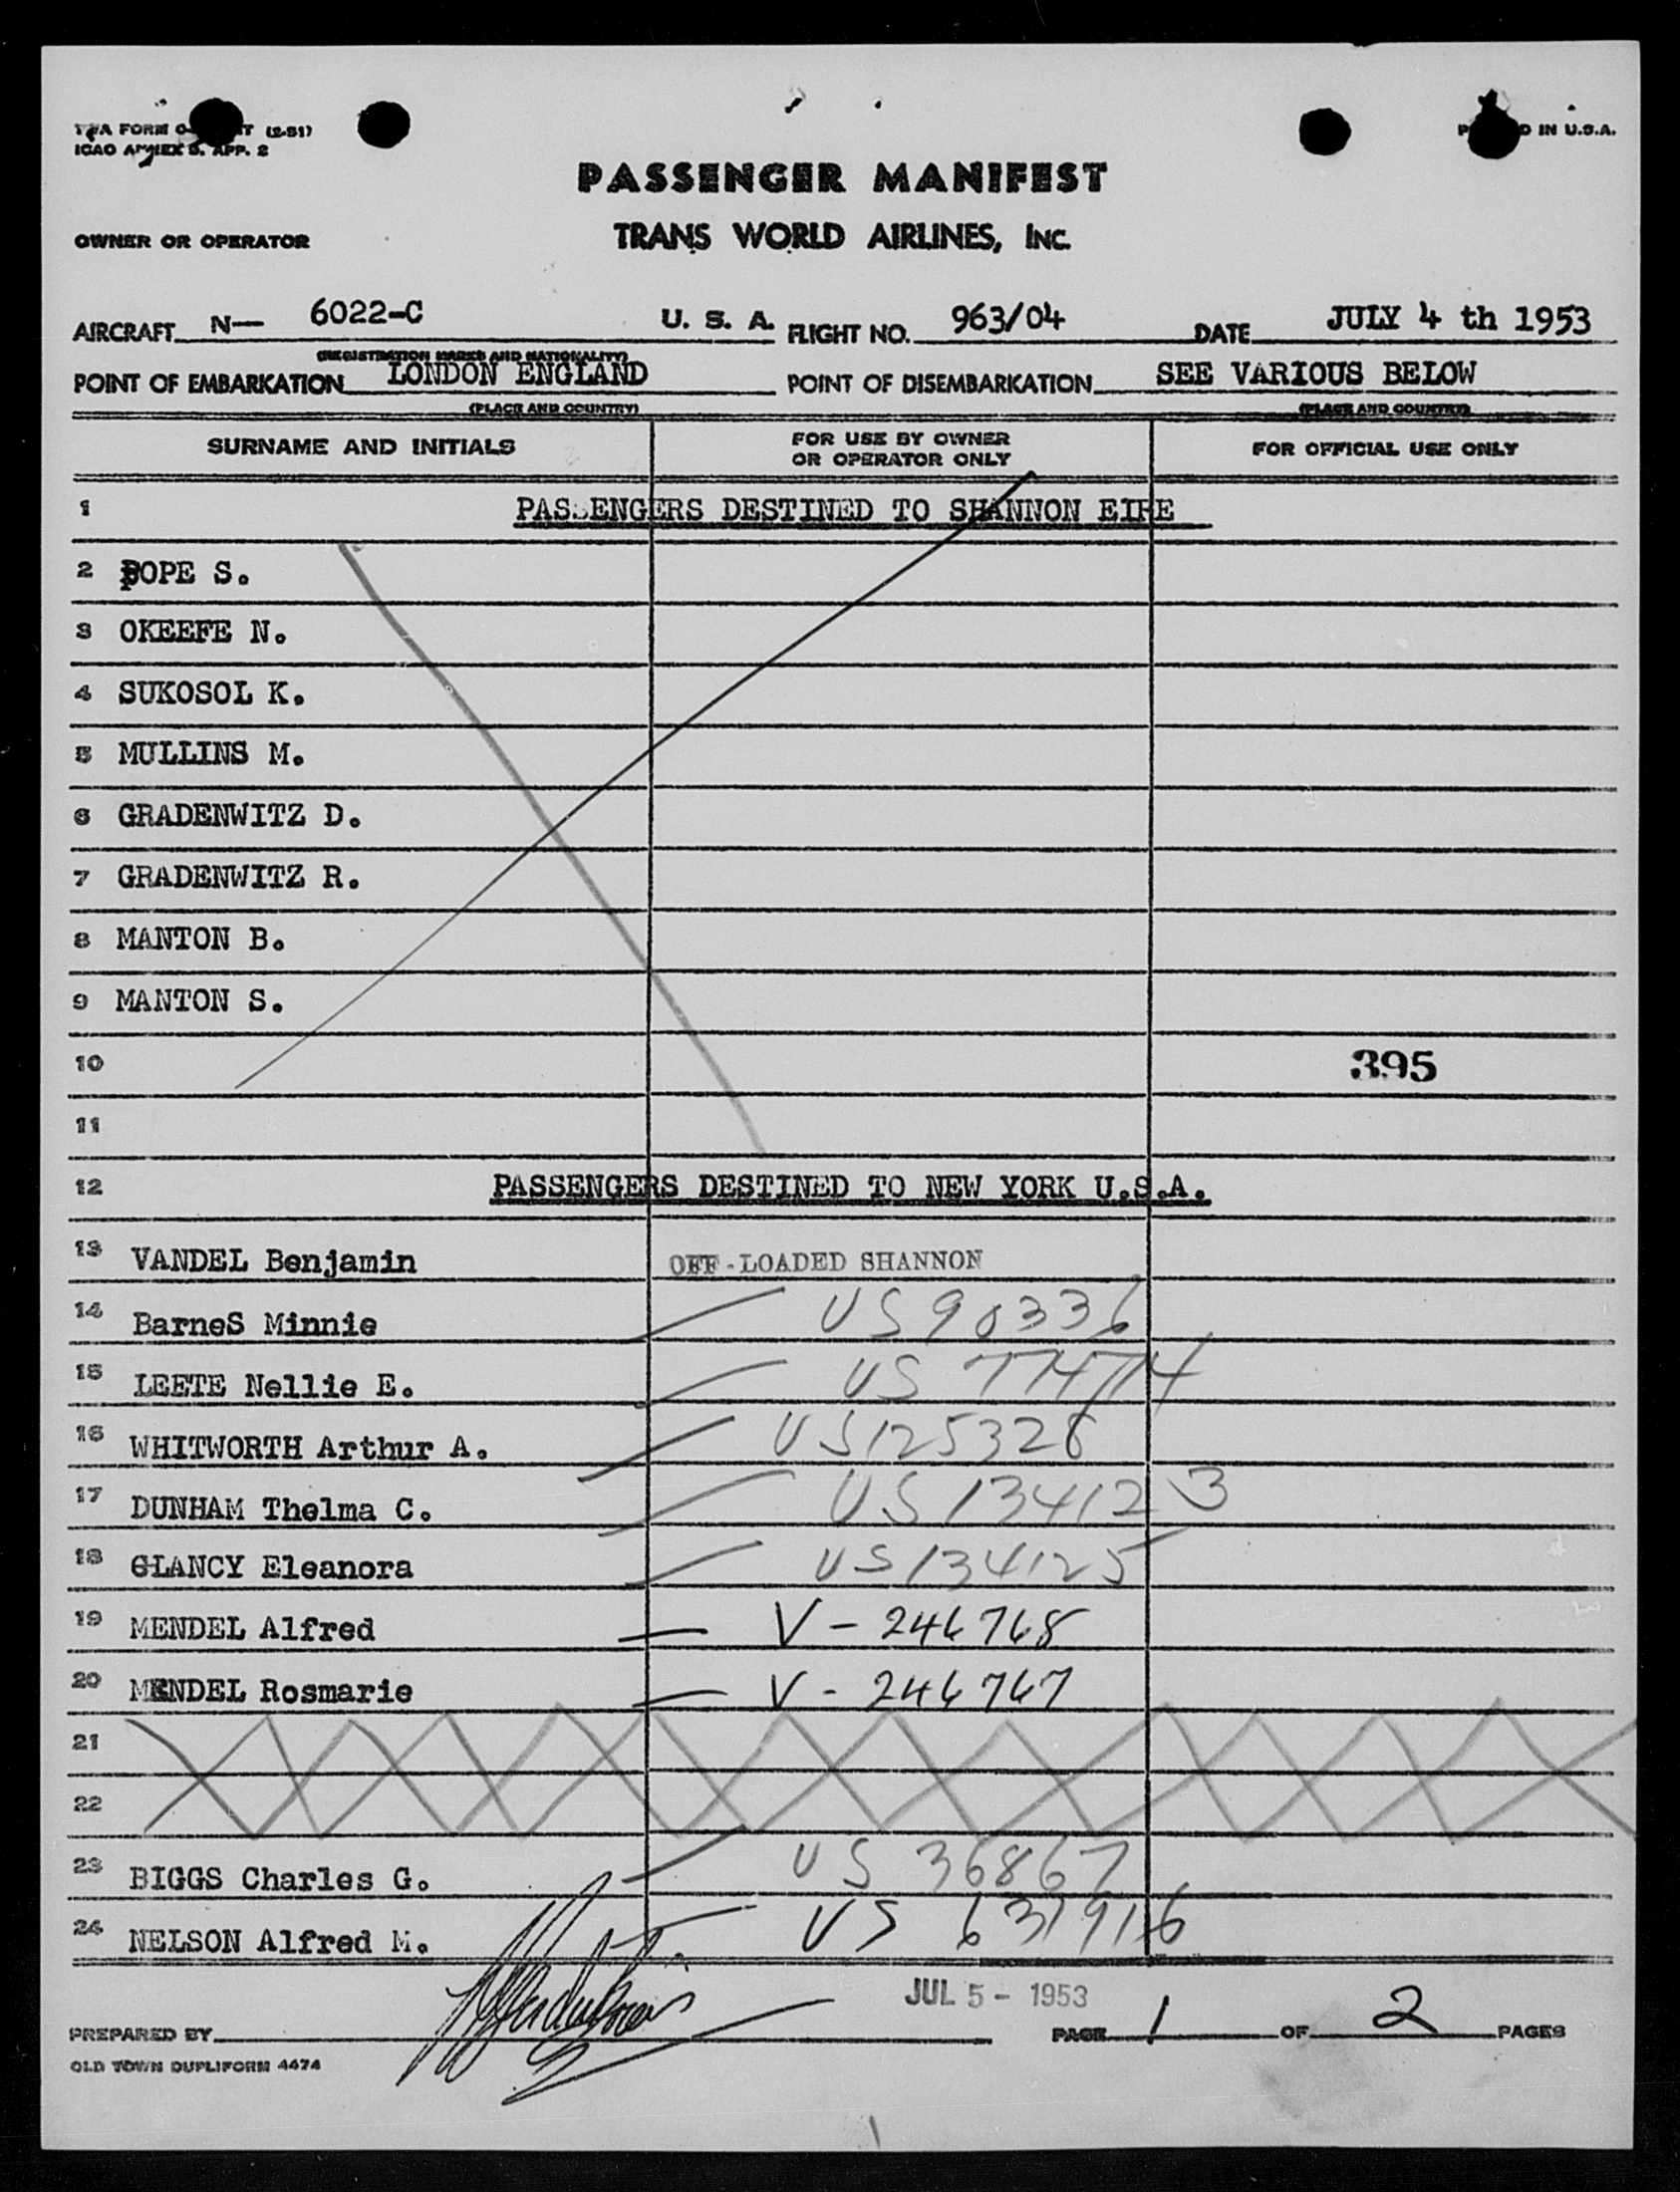 ICAO ANNEX 9. APP. 2
(2-51)
IN U.S.A.
PASSENGER MANIFEST
OWNER OR OPERATOR TRANS WORLD AIRLINES, INC.
AIRCRAFT N— 6022-C U. S. A. FLIGHT NO. 963/04 DATE JULY 4 th 1953
(REGISTRATION MARKS AND NATIONALITY)
POINT OF EMBARKATION LONDON ENGLAND POINT OF DISEMBARKATION SEE VARIOUS BELOW
(PLACE AND COUNTRY) (PLACE AND COUNTRY)
SURNAME AND INITIALS FOR USE BY OWNER OR OPERATOR ONLY FOR OFFICIAL USE ONLY
1 PASSENGERS DESTINED TO SHANNON EIRE
2 POPE S.
3 OKEEFE N.
4 SUKOSOL K.
5 MULLINS M.
6 GRADENWITZ D.
7 GRADENWITZ R.
8 MANTON B.
9 MANTON S.
10 395
11
12 PASSENGERS DESTINED TO NEW YORK U.S.A.
13 VANDEL Benjamin OFF-LOADED SHANNON
14 BarneS Minnie US 90336
15 LEETE Nellie E. US
16 WHITWORTH Arthur A. US125328
17 DUNHAM Thelma C. US 134123
18 GLANCY Eleanora US 134125
19 MENDEL Alfred V - 246768
20 MENDEL Rosmarie V - 246767
21
22
23 BIGGS Charles G. US 36867
24 NELSON Alfred M. US 631916
JUL 5 - 1953
PREPARED BY PAGE 1 OF 2 PAGES
OLD TOWN DUPLIFORM 4474